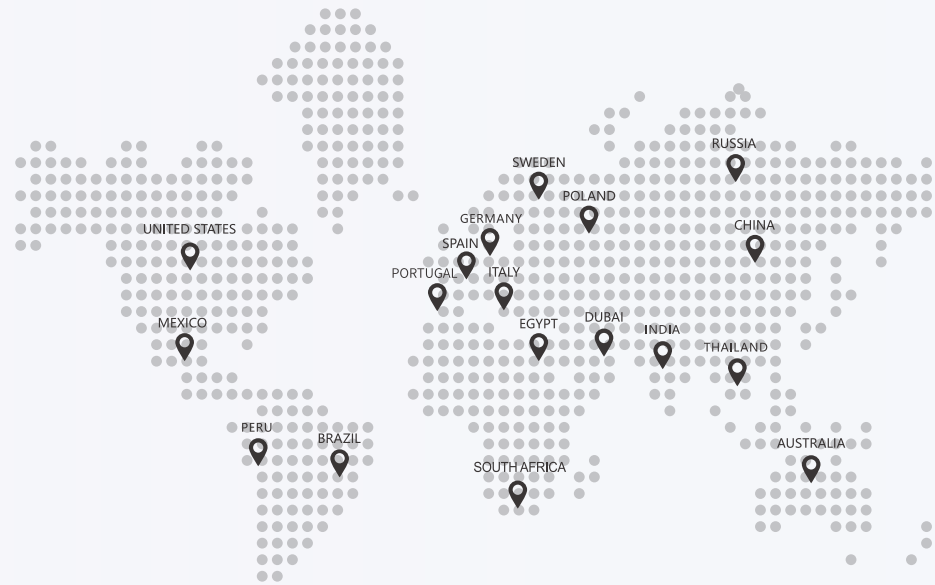 RUSSIA
SWEDEN
POLAND
GERMANY
CHINA
UNITED STATES
SPAIN
PORTUGAL
ITALY
DUBAI
MEXICO
EGYPT
INDIA
THAILAND
PERU
BRAZIL
AUSTRALIA
SOUTH AFRICA